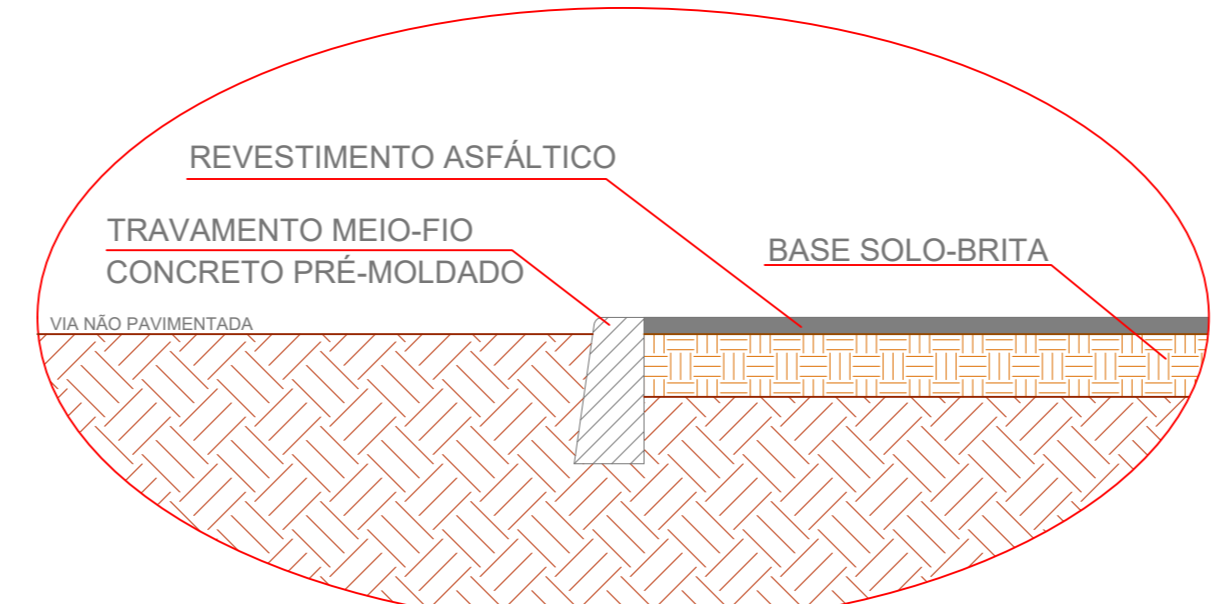 REVESTIMENTO ASFÁLTICO
TRAVAMENTO MEIO-FIO
CONCRETO PRÉ-MOLDADO
BASE SOLO-BRITA
VIA NÃO PAVIMENTADA